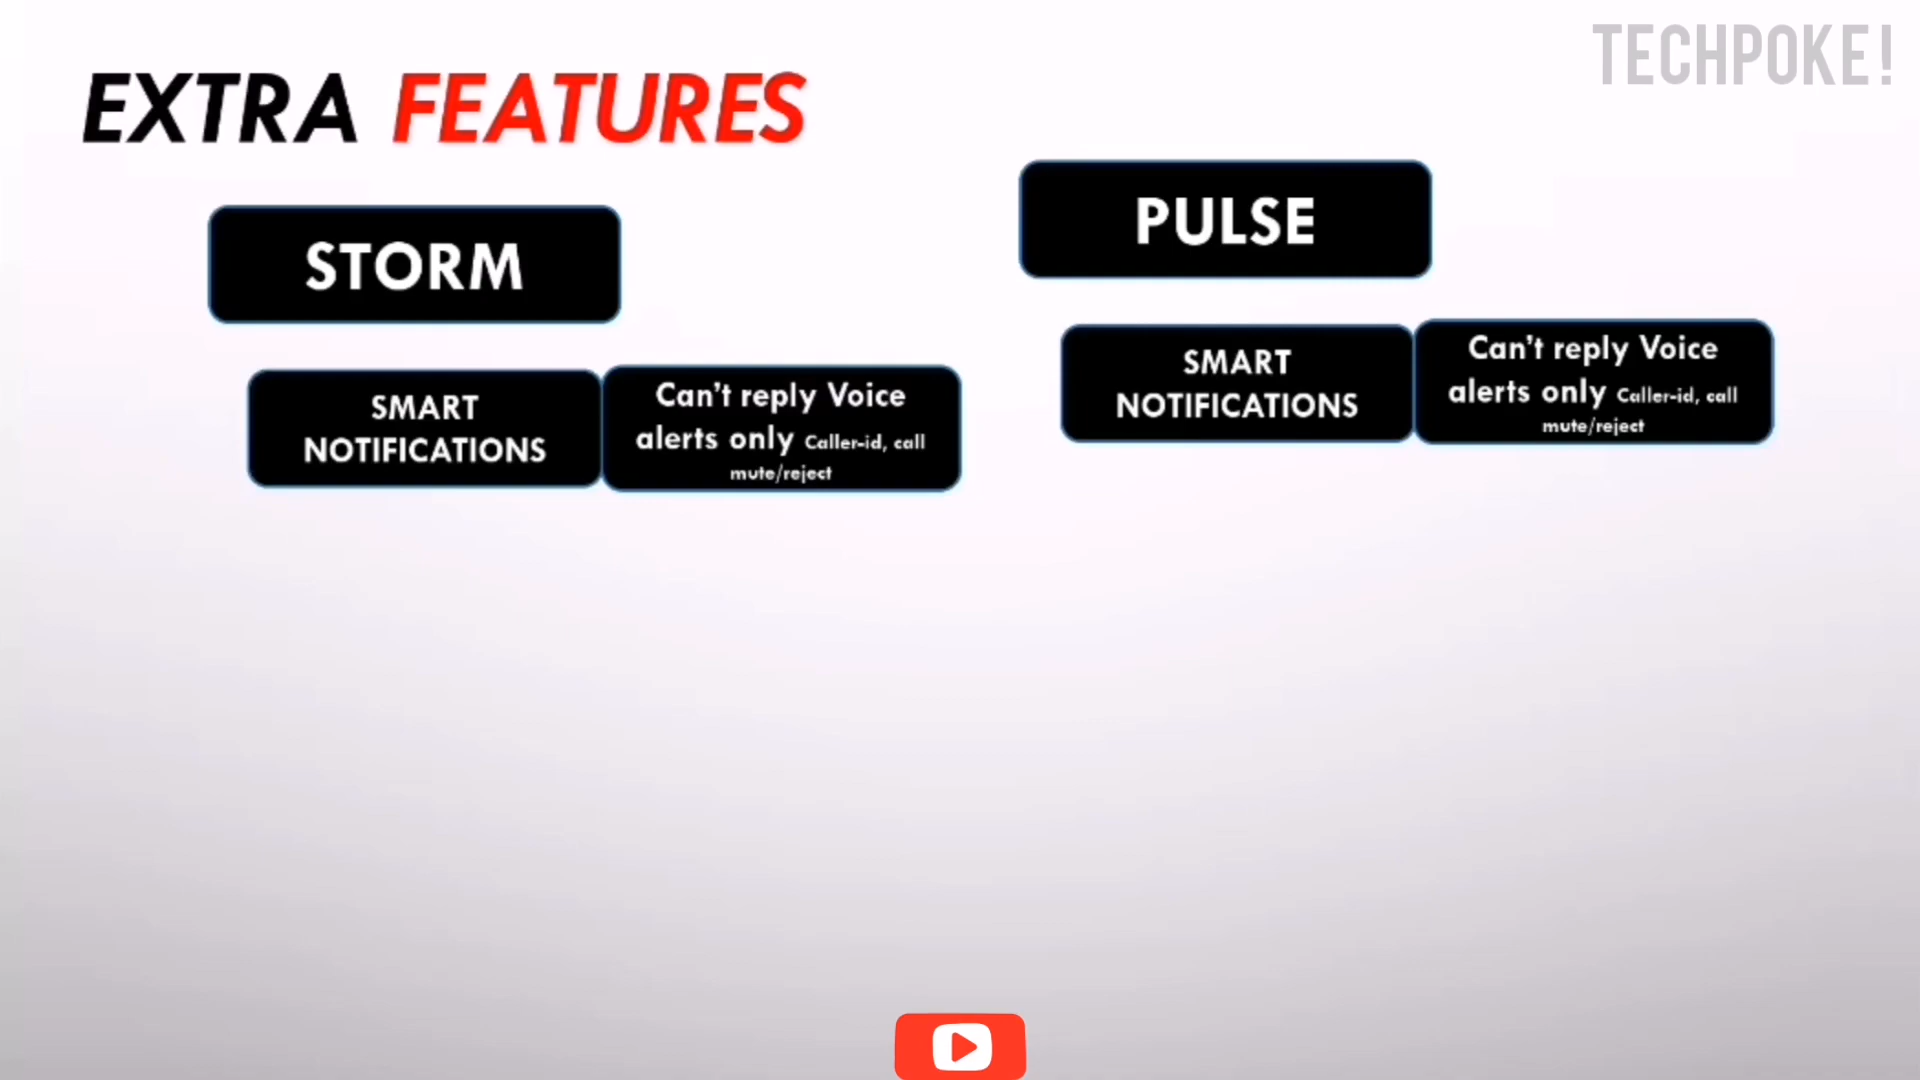 TECHPOKE!
EXTRA FEATURES
STORM
SMART
NOTIFICATIONS
Can't reply Voice
alerts only Caller-id, call
mute/reject
PULSE
SMART
NOTIFICATIONS
Can't reply Voice
alerts only Caller-id, call
mute/reject